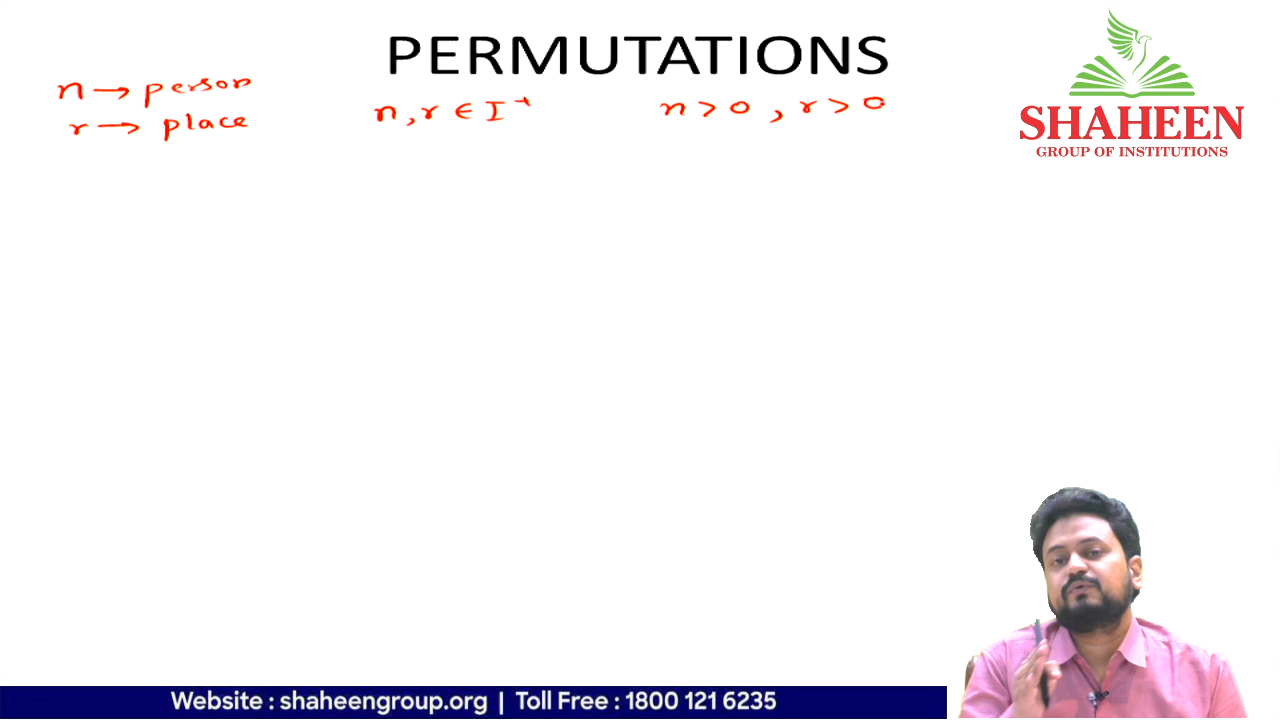 PERMUTATIONS
n → person
r → place
n, r ∈ I⁺
n > 0 , r > 0
SHAHEEN
GROUP OF INSTITUTIONS
Website : shaheengroup.org | Toll Free : 1800 121 6235